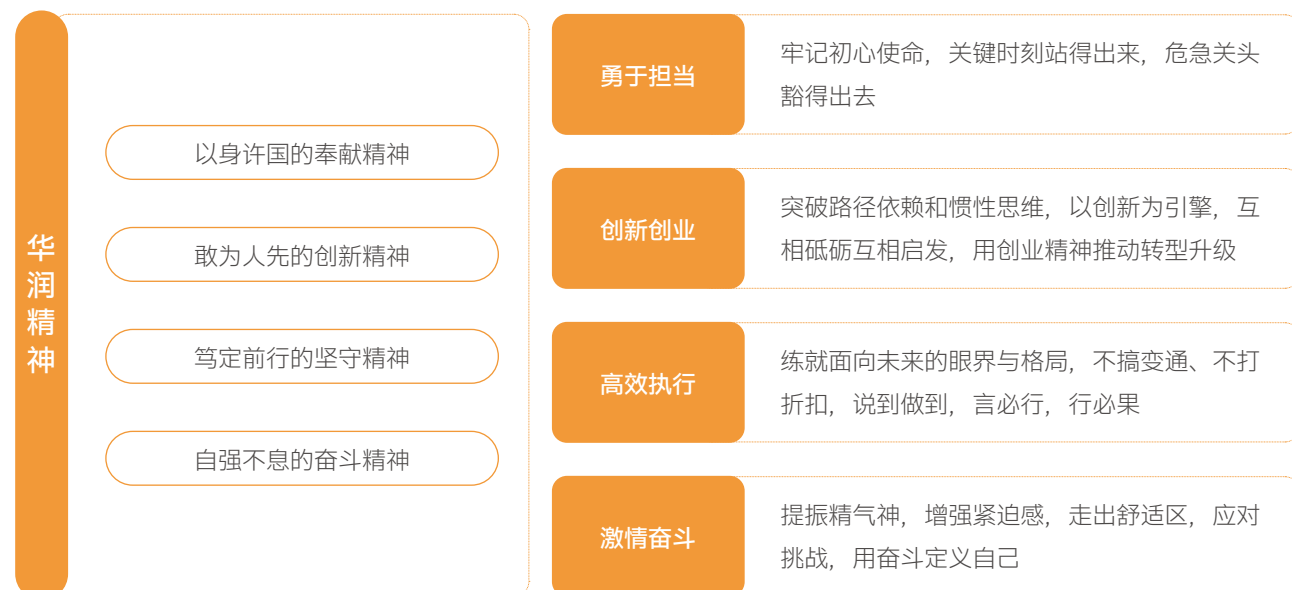 华润精神
以身许国的奉献精神
敢为人先的创新精神
笃定前行的坚守精神
自强不息的奋斗精神
勇于担当
牢记初心使命，关键时刻站得出来，危急关头
豁得出去
创新创业
突破路径依赖和惯性思维，以创新为引擎，互
相砥砺互相启发，用创业精神推动转型升级
高效执行
练就面向未来的眼界与格局，不搞变通、不打
折扣，说到做到，言必行，行必果
激情奋斗
提振精气神，增强紧迫感，走出舒适区，应对
挑战，用奋斗定义自己